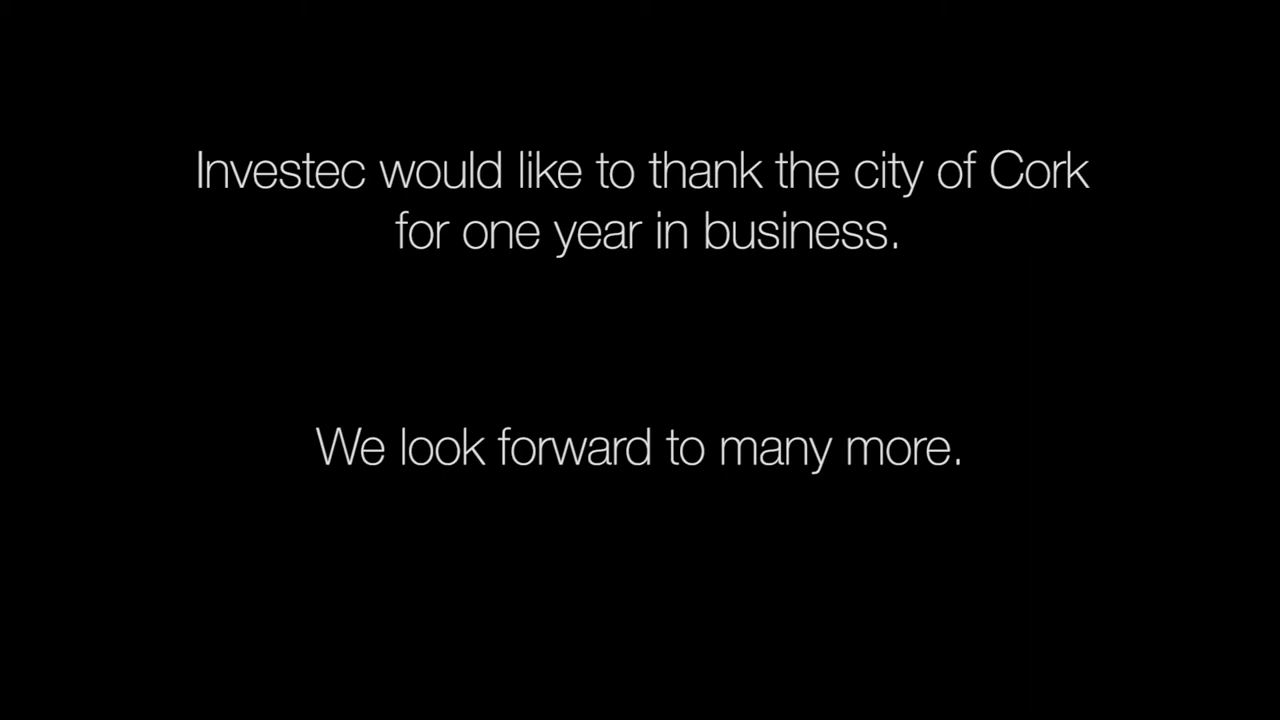 Investec would like to thank the city of Cork
for one year in business.
We look forward to many more.